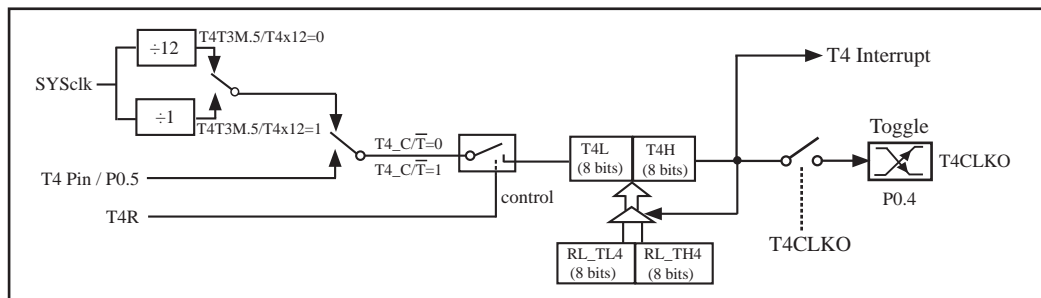 T4T3M.5/T4x12=0
÷12
SYSclk
÷1
T4T3M.5/T4x12=1
T4 Interrupt
Toggle
T4_C/T̅=0
T4_C/T̅=1
T4L
(8 bits)
T4H
(8 bits)
T4CLKO
P0.4
T4 Pin / P0.5
control
T4R
T4CLKO
RL_TL4
(8 bits)
RL_TH4
(8 bits)